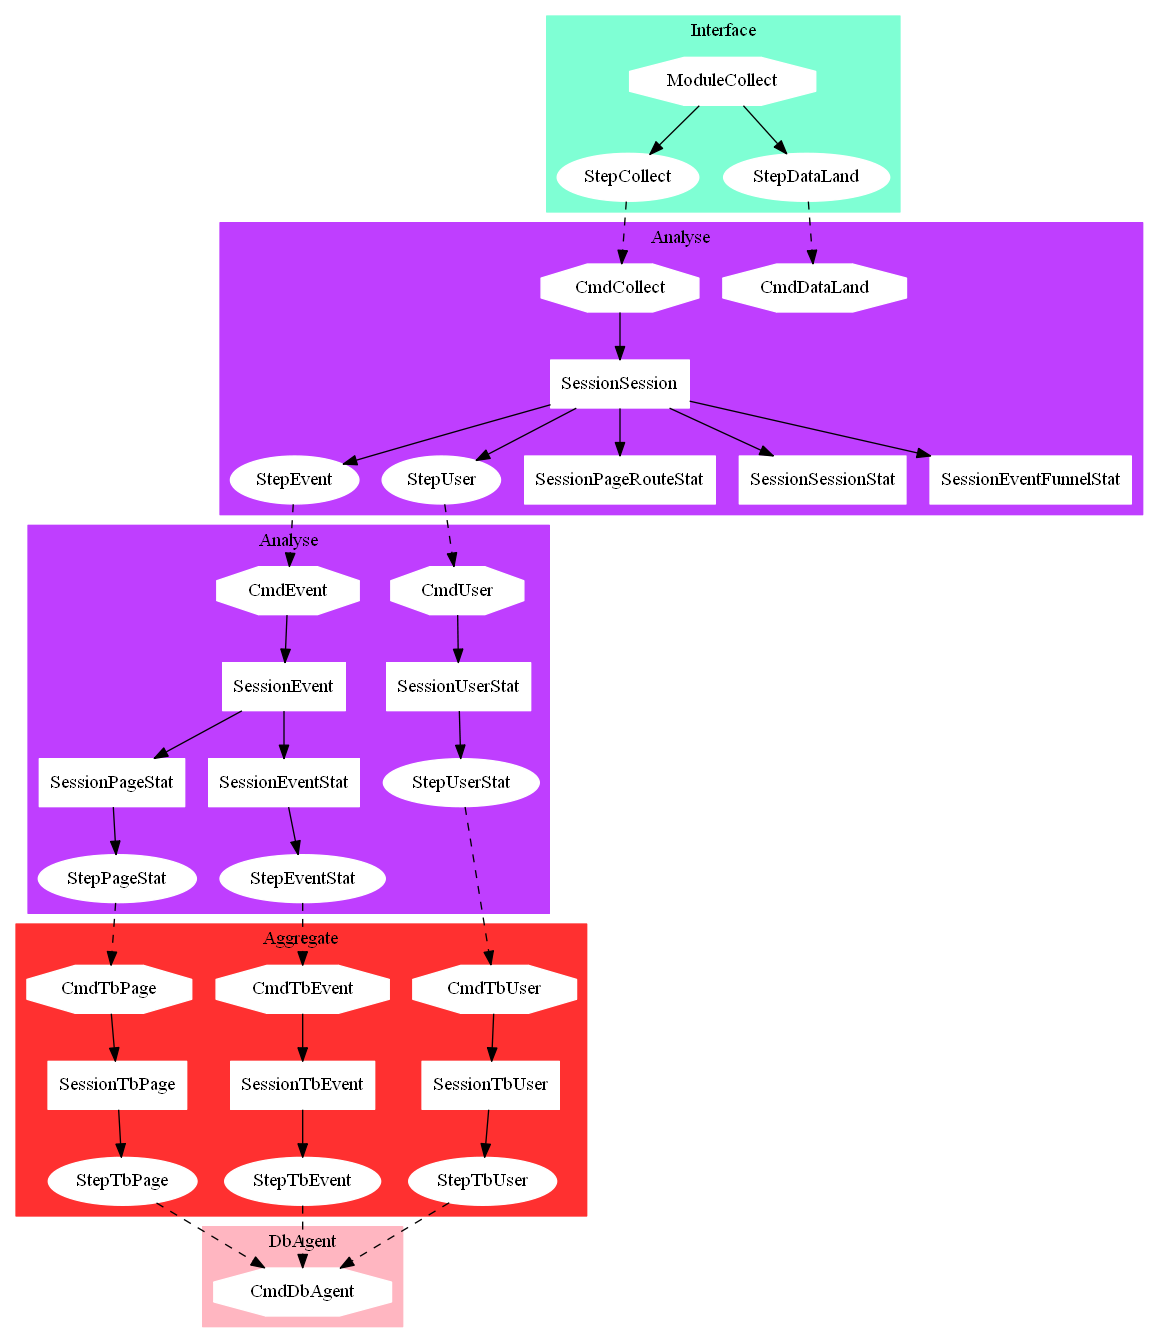 Interface
ModuleCollect
StepCollect
StepDataLand
Analyse
CmdCollect
CmdDataLand
SessionSession
StepEvent
StepUser
SessionPageRouteStat
SessionSessionStat
SessionEventFunnelStat
Analyse
CmdEvent
CmdUser
SessionEvent
SessionUserStat
SessionPageStat
SessionEventStat
StepUserStat
StepPageStat
StepEventStat
Aggregate
CmdTbPage
CmdTbEvent
CmdTbUser
SessionTbPage
SessionTbEvent
SessionTbUser
StepTbPage
StepTbEvent
StepTbUser
DbAgent
CmdDbAgent